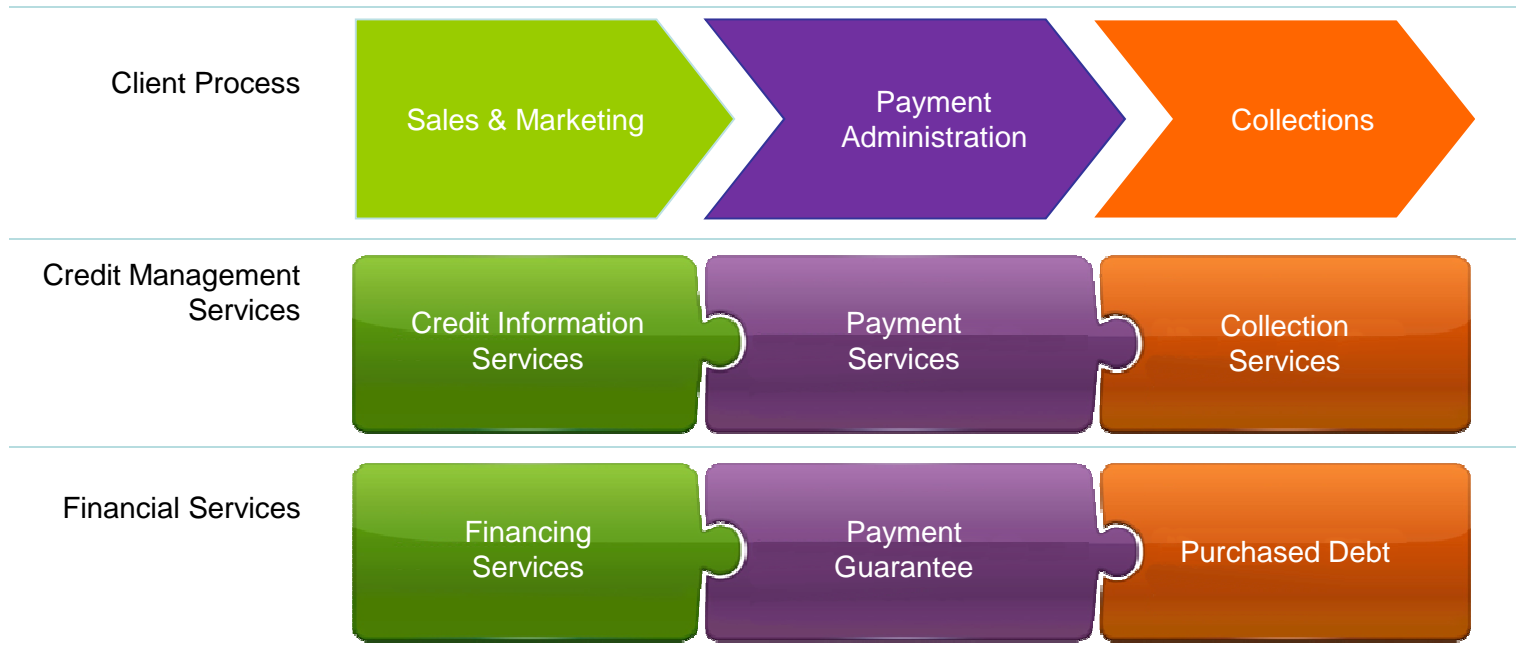 Client Process
Sales & Marketing
Payment
Administration
Collections
Credit Management
Services
Credit Information
Services
Payment
Services
Collection
Services
Financial Services
Financing
Services
Payment
Guarantee
Purchased Debt